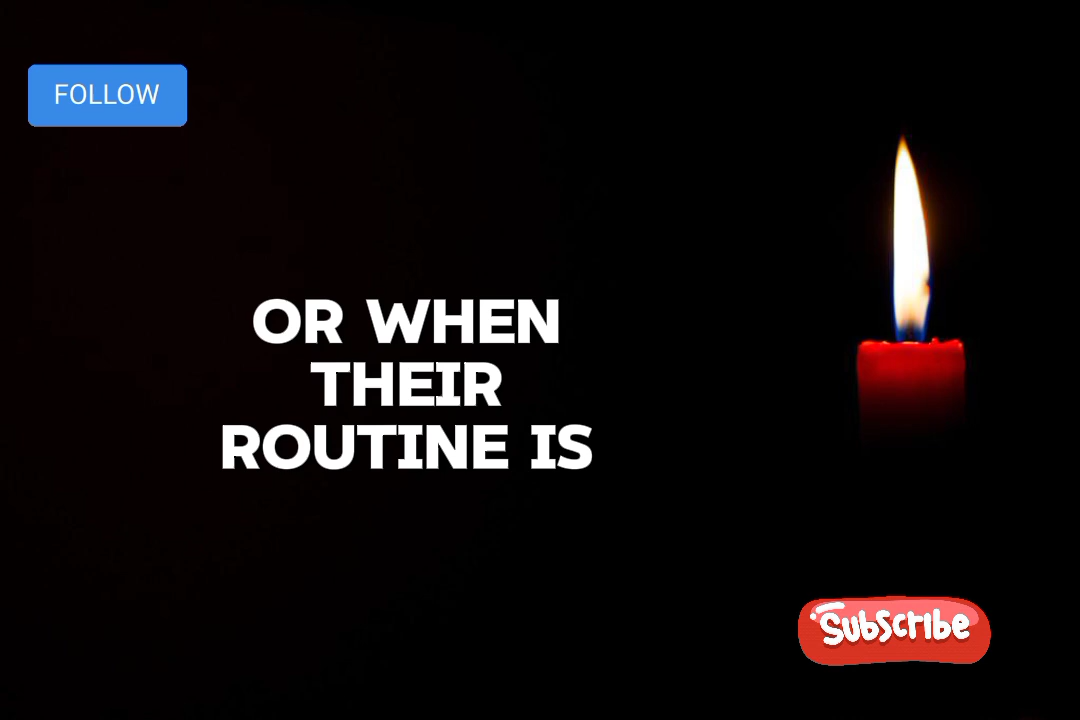 FOLLOW
OR WHEN
THEIR
ROUTINE IS
Subscribe